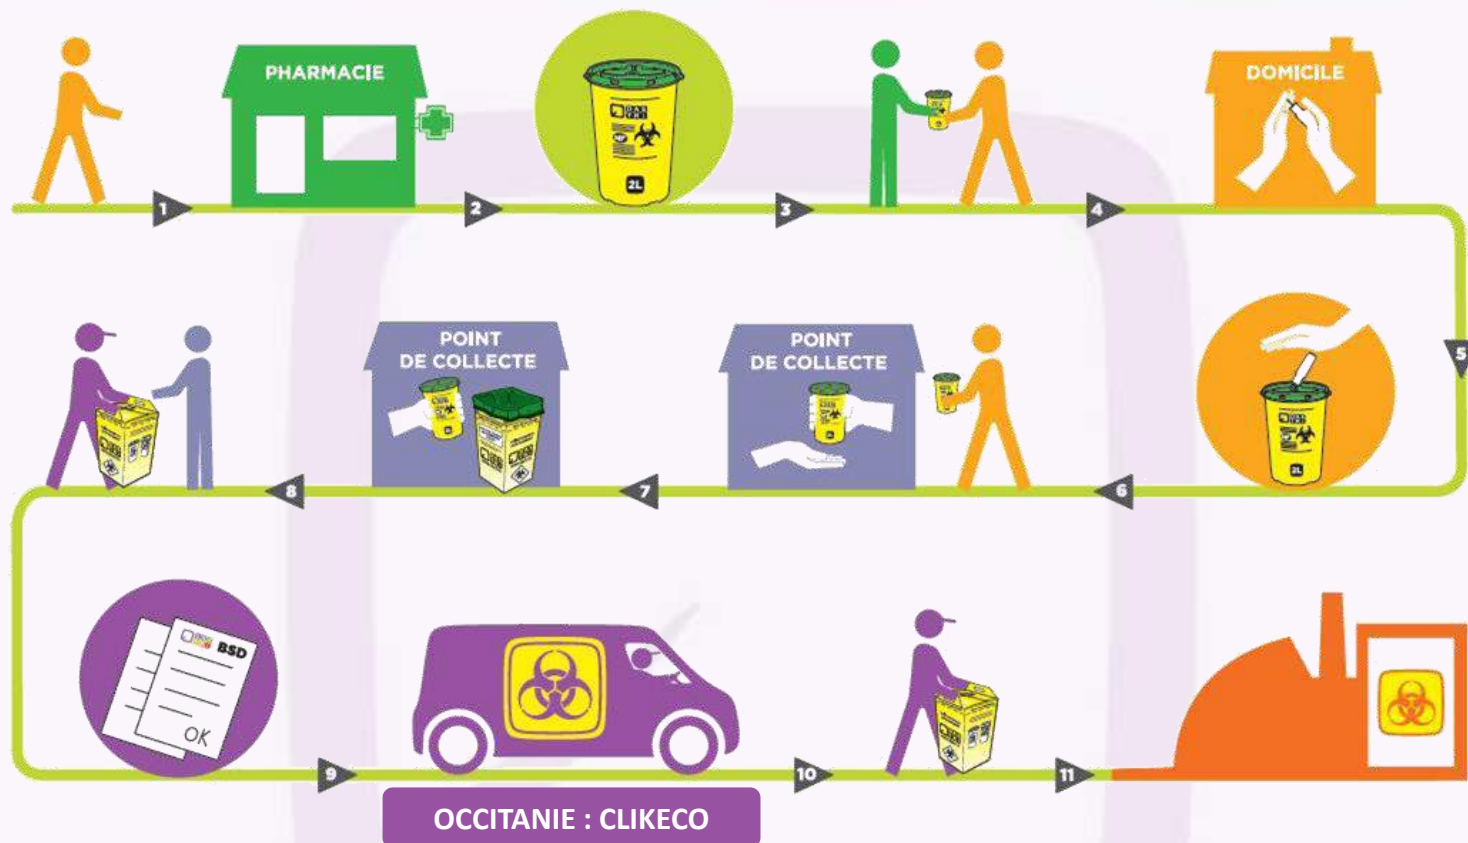 PHARMACIE
2L
DOMICILE
1
2
3
4
POINT
DE COLLECTE
POINT
DE COLLECTE
2L
5
8
7
6
BSD
OK
9
10
11
OCCITANIE : CLIKECO